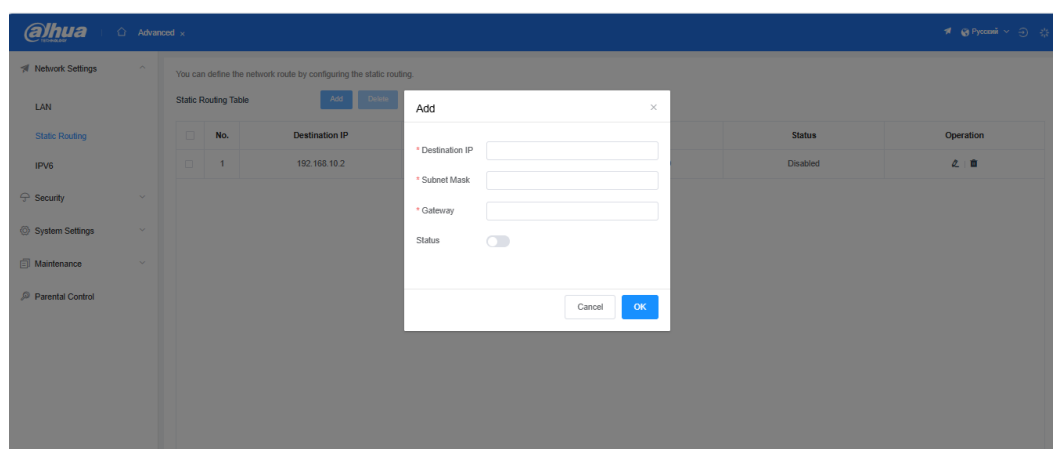 alhua
TECHNOLOGY
Advanced
Русский
Network Settings
LAN
Static Routing
IPV6
Security
System Settings
Maintenance
Parental Control
You can define the network route by configuring the static routing.
Static Routing Table
Add Delete
No. Destination IP Status Operation
1 192.168.10.2 Disabled
Add
* Destination IP
* Subnet Mask
* Gateway
Status
Cancel OK